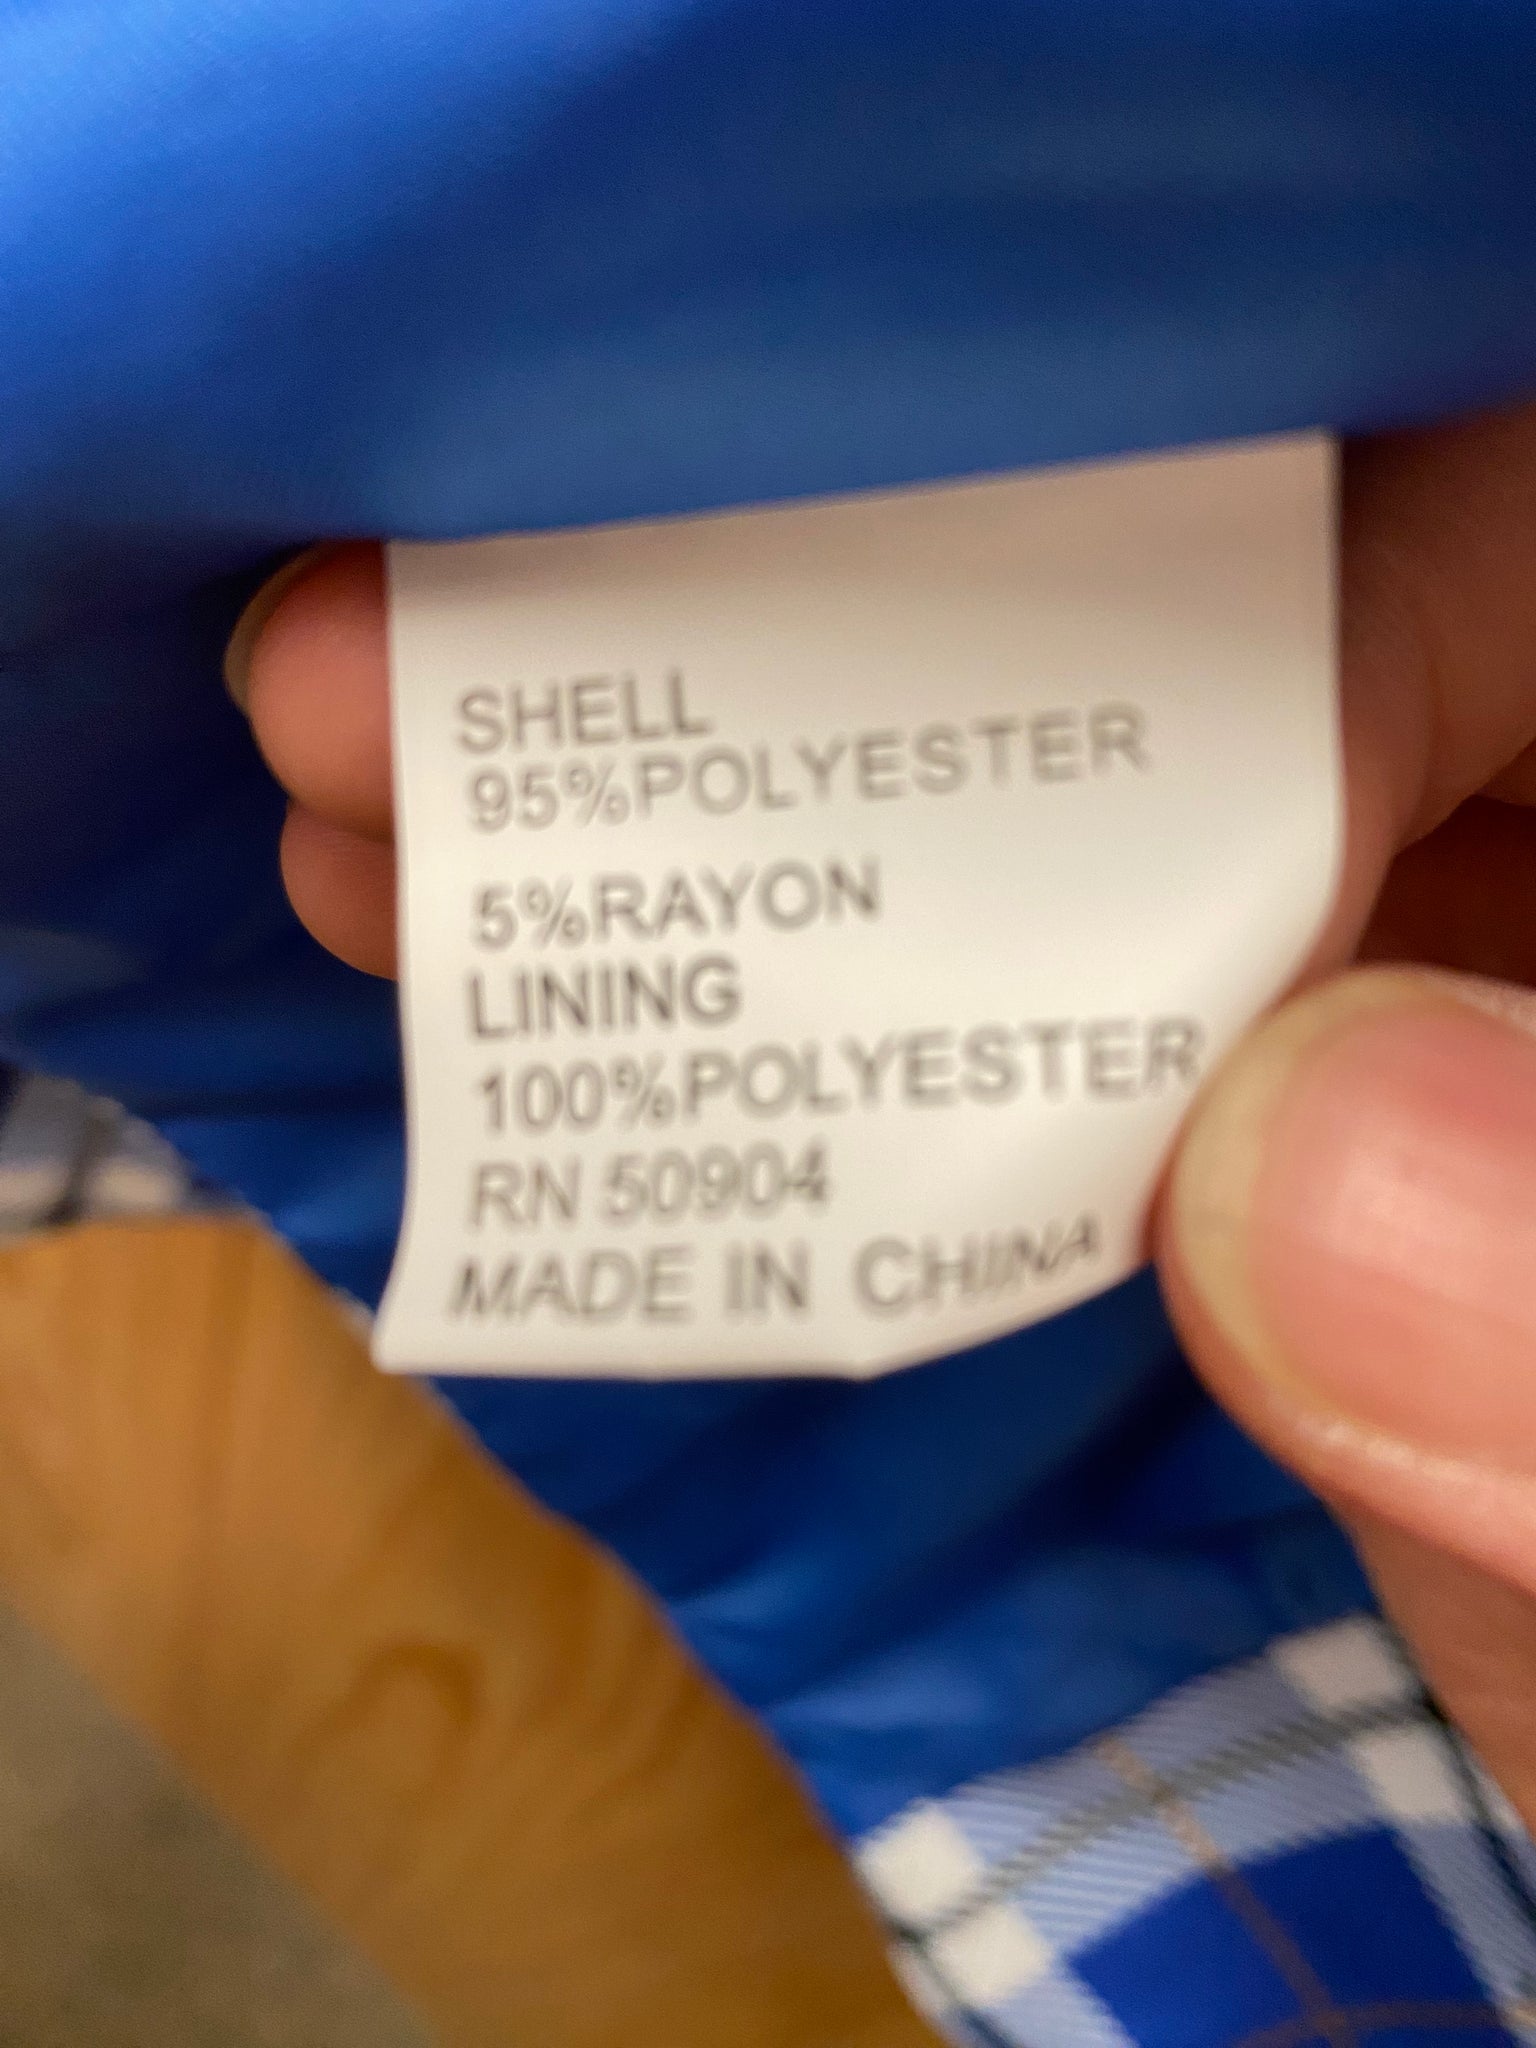 SHELL
95%POLYESTER
5%RAYON
LINING
100%POLYESTER
RN 50904
MADE IN CHINA